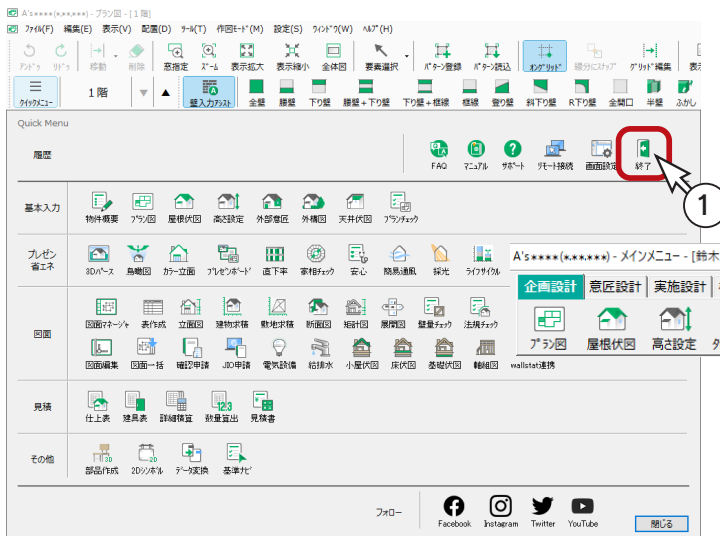 A's****(*.**,***) - プラン図 - [1 階]
ファイル(F) 編集(E) 表示(V) 配置(D) ツール(T) 作図モード(M) 設定(S) ウィンドウ(W) ヘルプ(H)
アンドゥ リドゥ 移動 削除 窓指定 ズーム 表示拡大 表示縮小 全体図 要素選択 パターン登録 パターン読込 オングリッド 線分にスナップ グリッド編集 表
クイックメニュー 1 階 壁入力アシスト 全壁 腰壁 下り壁 腰壁+下り壁 下り壁+框線 框線 登り壁 斜下り壁 R下り壁 全開口 半壁 ふかし
Quick Menu
履歴
FAQ マニュアル サポート リモート接続 画面設定 終了
1
基本入力
物件概要 プラン図 屋根伏図 高さ設定 外部意匠 外構図 天井伏図 プランチェック
プレゼン
省エネ
3Dパース 鳥瞰図 カラー立面 プレゼンボード 直下率 家相チェック 安心 簡易通風 採光 ライフサイクル
A's****(*.**.***) - メインメニュー - [鈴木
企画設計 意匠設計 実施設計
プラン図 屋根伏図 高さ設定
図面
図面マネージャ 表作成 立面図 建物求積 敷地求積 断面図 矩計図 展開図 壁量チェック 法規チェック
図面編集 図面一括 確認申請 JIO申請 電気設備 給排水 小屋伏図 床伏図 基礎伏図 軸組図 wallstat連携
見積
仕上表 建具表 詳細積算 数量算出 見積書
その他
部品作成 2Dシンボル データ変換 基準ナビ
フォロー
Facebook Instagram Twitter YouTube
閉じる